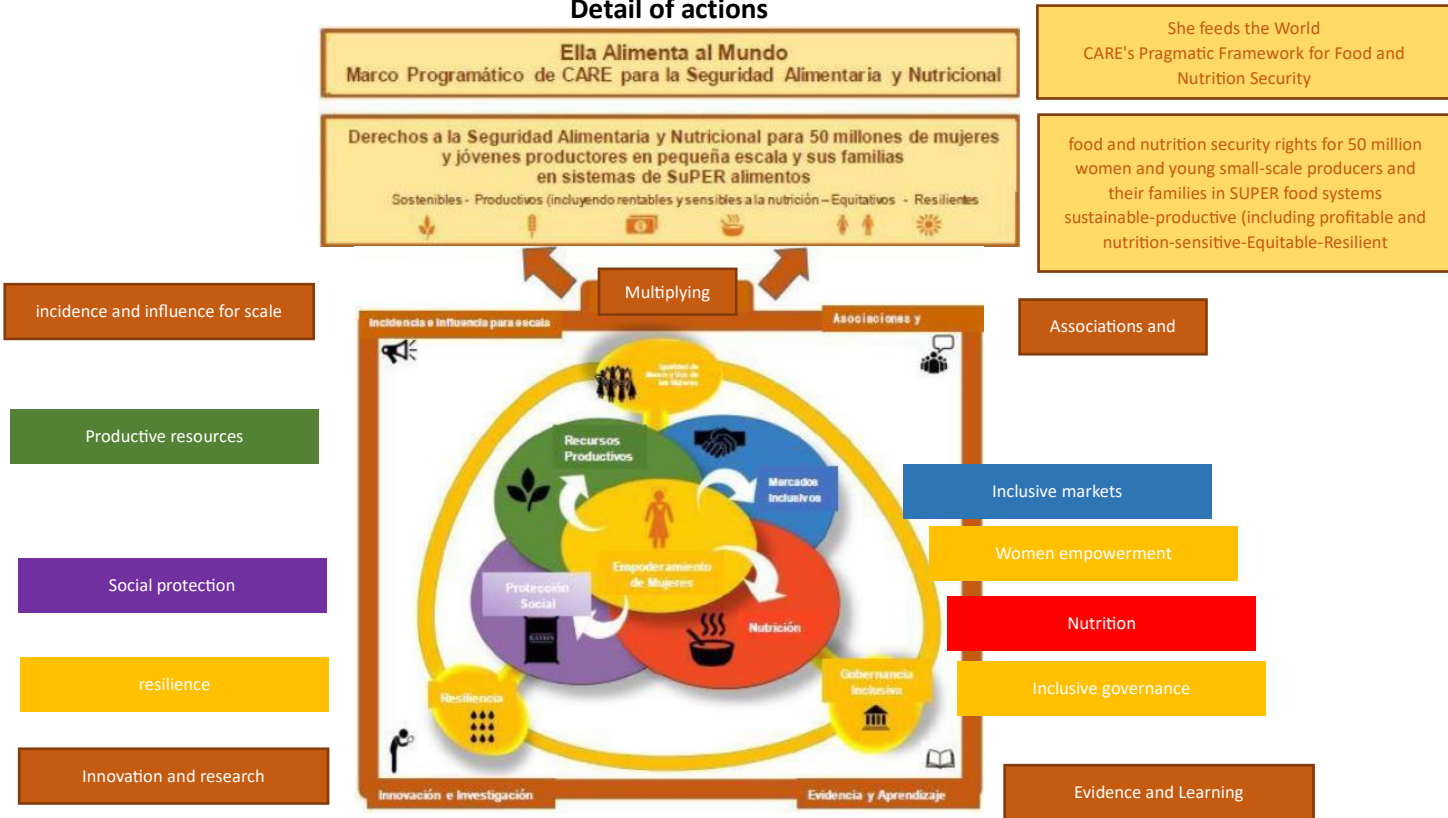 Detail of actions
Ella Alimenta al Mundo
Marco Programático de CARE para la Seguridad Alimentaria y Nutricional
She feeds the World
CARE's Pragmatic Framework for Food and
Nutrition Security
Derechos a la Seguridad Alimentaria y Nutricional para 50 millones de mujeres
y jóvenes productores en pequeña escala y sus familias
en sistemas de SuPER alimentos
Sostenibles - Productivos (incluyendo rentables y sensibles a la nutrición – Equitativos - Resilientes
food and nutrition security rights for 50 million
women and young small-scale producers and
their families in SUPER food systems
sustainable-productive (including profitable and
nutrition-sensitive-Equitable-Resilient
Multiplying
incidence and influence for scale
Incidencia e Influencia para escala
Asociaciones y
Associations and
Igualdad de
las Mujeres
Productive resources
Recursos
Productivos
Mercados
Inclusivos
Inclusive markets
Women empowerment
Empoderamiento
de Mujeres
Social protection
Protección
Social
Nutrición
Nutrition
resilience
Resiliencia
Gobernancia
Inclusiva
Inclusive governance
Innovation and research
Innovación e Investigación
Evidencia y Aprendizaje
Evidence and Learning